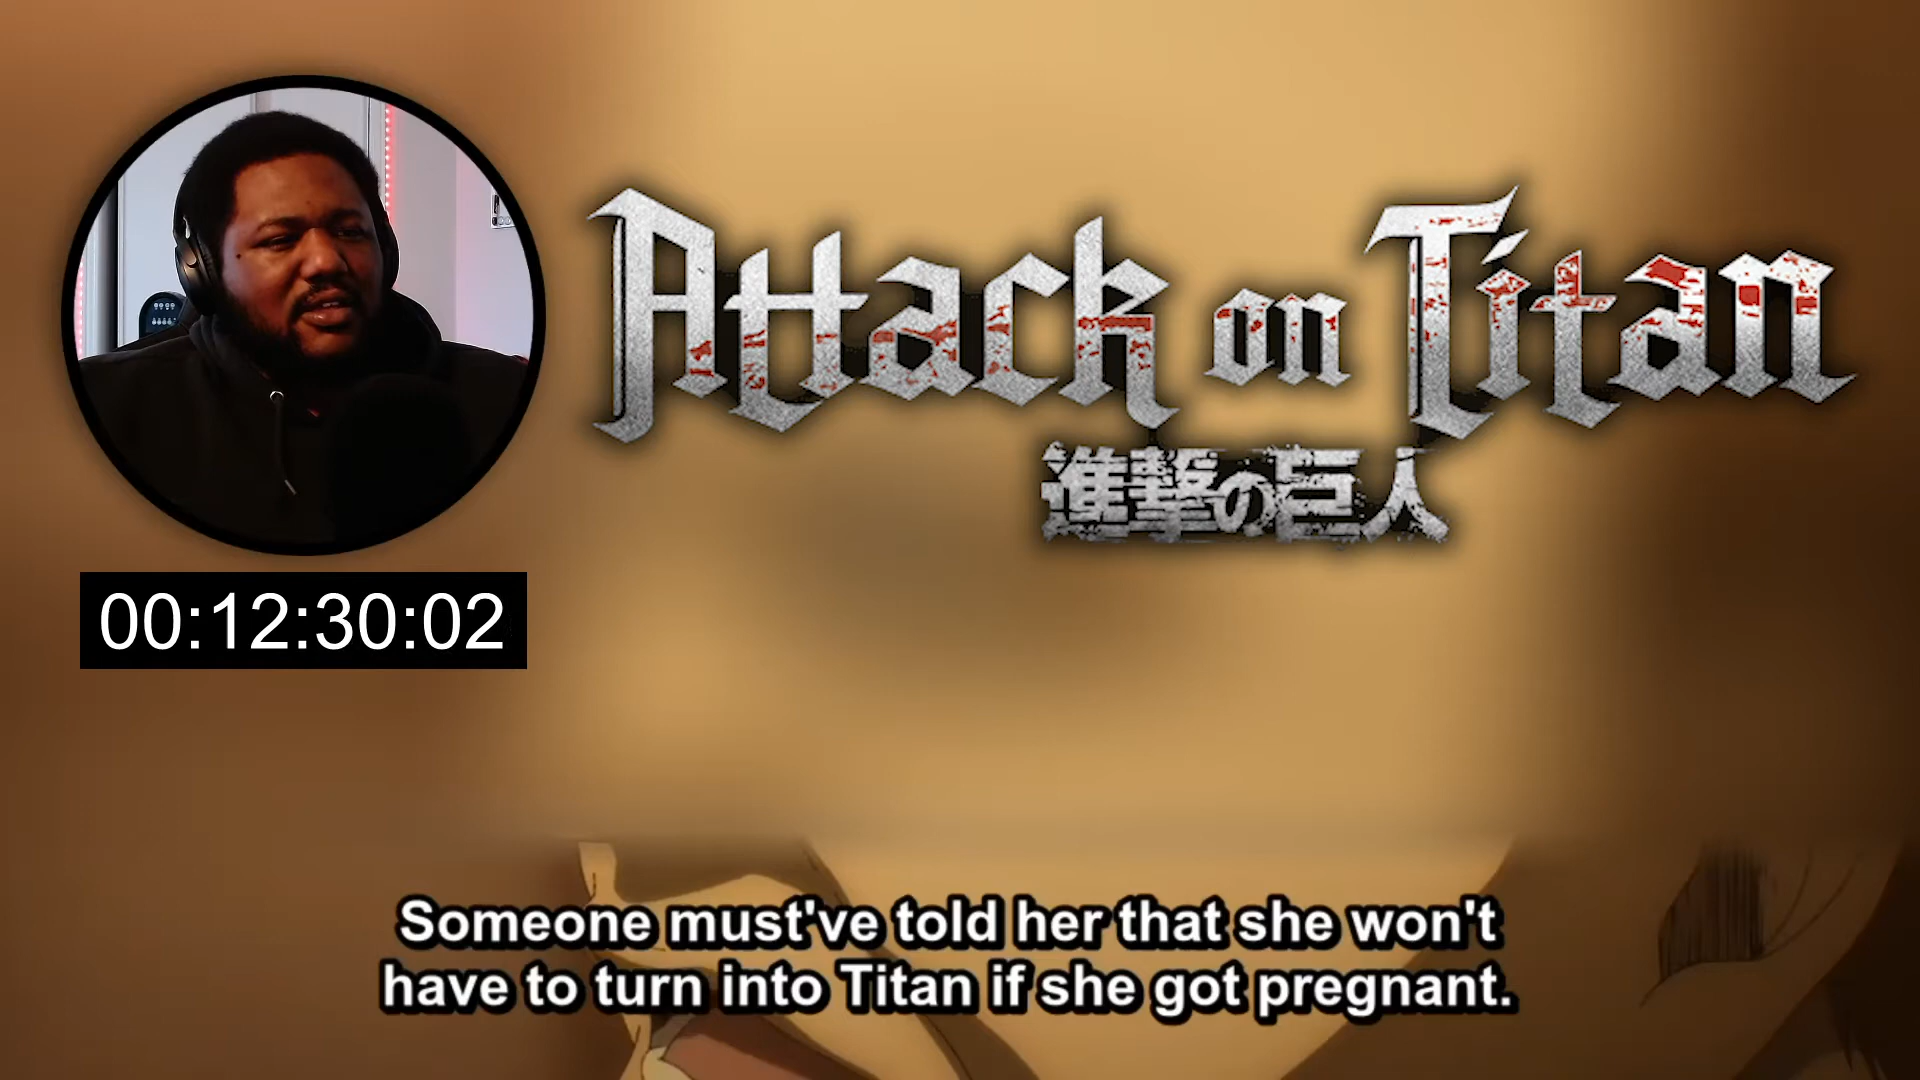 Attack on Titan
進撃の巨人
00:12:30:02
Someone must've told her that she won't
have to turn into Titan if she got pregnant.